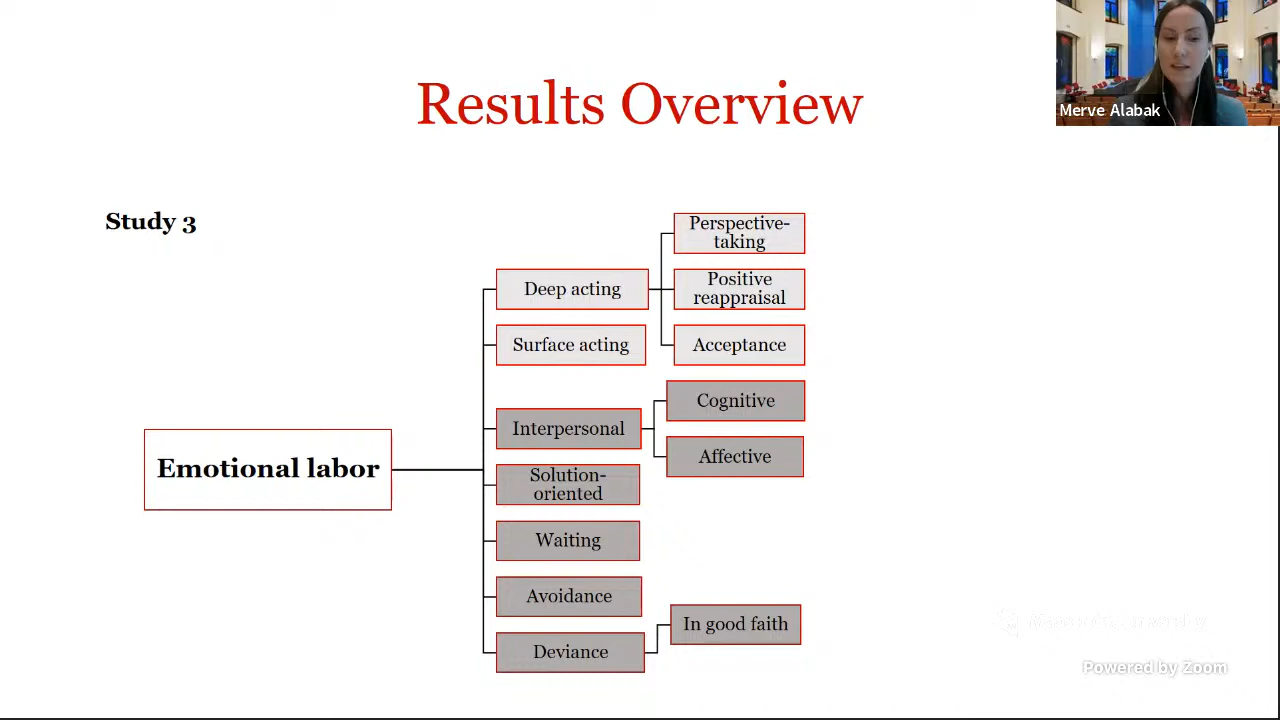 Results Overview
Merve Alabak
Study 3
Perspective-
taking
Deep acting
Positive
reappraisal
Surface acting
Acceptance
Cognitive
Interpersonal
Affective
Emotional labor
Solution-
oriented
Waiting
Avoidance
In good faith
Deviance
Powered by Zoom